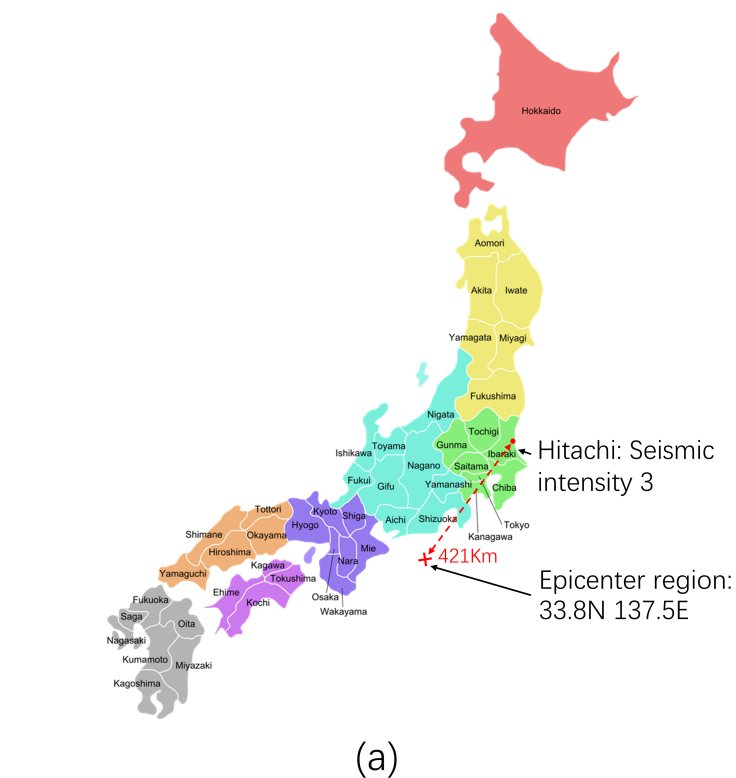 Hokkaido
Aomori
Akita
Iwate
Yamagata
Miyagi
Fukushima
Nigata
Tochigi
Gunma
Ibaraki
Hitachi: Seismic
intensity 3
Toyama
Ishikawa
Nagano
Saitama
Fukui
Gifu
Yamanashi
Chiba
Tottori
Kyoto
Shiga
Aichi
Shizuoka
Tokyo
Hyogo
Shimane
Okayama
Kanagawa
Hiroshima
Mie
421Km
Nara
Kagawa
Yamaguchi
Tokushima
Epicenter region:
33.8N 137.5E
Ehime
Osaka
Kochi
Wakayama
Fukuoka
Saga
Oita
Nagasaki
Kumamoto
Miyazaki
Kagoshima
(a)